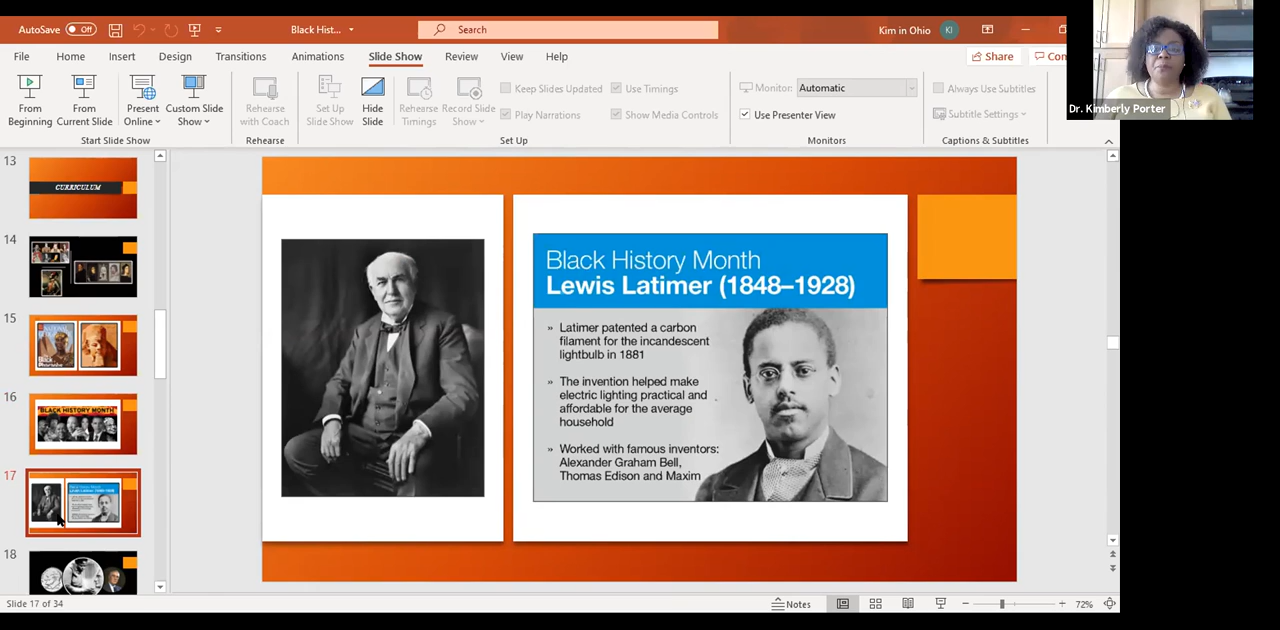 AutoSave Off Black Hist... Search Kim in Ohio KI
File Home Insert Design Transitions Animations Slide Show Review View Help Share
From Beginning
From Current Slide
Present Online
Custom Slide Show
Start Slide Show
Rehearse with Coach
Rehearse
Set Up Slide Show
Hide Slide
Rehearse Timings
Record Slide Show
Keep Slides Updated
Play Narrations
Use Timings
Show Media Controls
Set Up
Monitor: Automatic
Use Presenter View
Monitors
Always Use Subtitles
Subtitle Settings
Captions & Subtitles
Dr. Kimberly Porter
13
CURRICULUM
14
15
16
BLACK HISTORY MONTH
17
18
Black History Month
Lewis Latimer (1848–1928)
» Latimer patented a carbon
filament for the incandescent
lightbulb in 1881
» The invention helped make
electric lighting practical and
affordable for the average
household
» Worked with famous inventors:
Alexander Graham Bell,
Thomas Edison and Maxim
Slide 17 of 34 Notes 72%